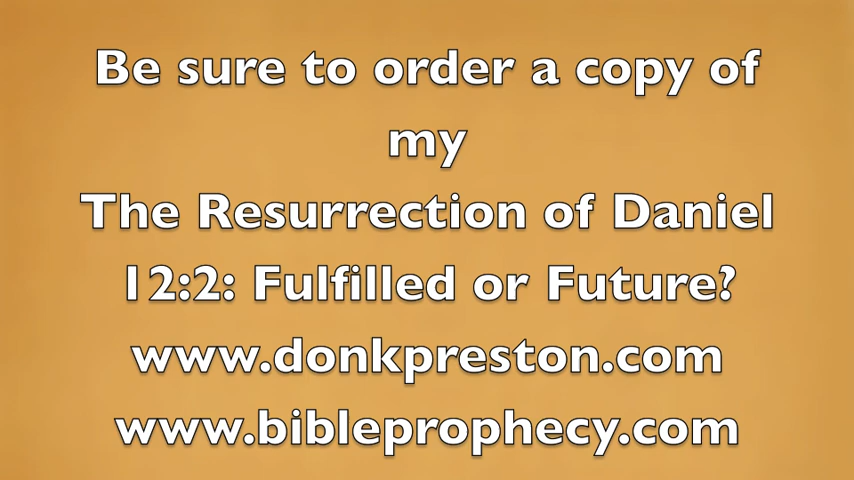 Be sure to order a copy of
my
The Resurrection of Daniel
12:2: Fulfilled or Future?
www.donkpreston.com
www.bibleprophecy.com